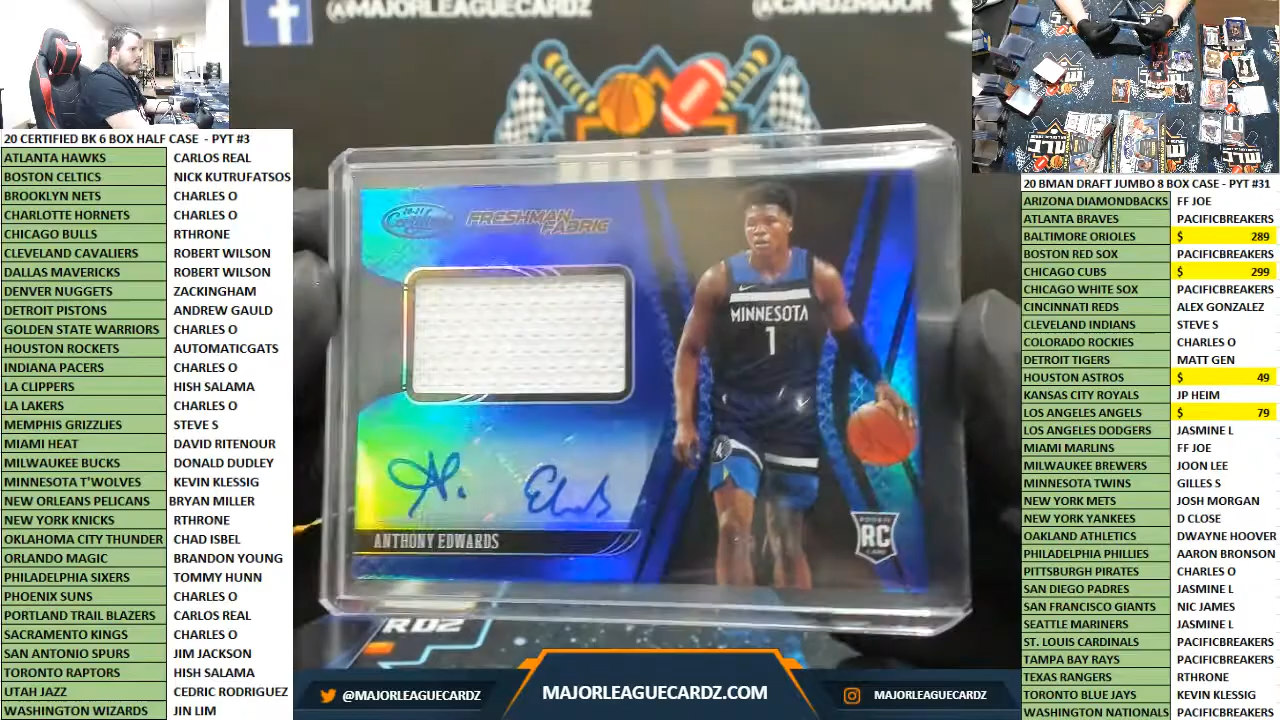 @MAJORLEAGUECARDZ
@CARDZMAJOR
20 CERTIFIED BK 6 BOX HALF CASE - PYT #3
ATLANTA HAWKS CARLOS REAL
BOSTON CELTICS NICK KUTRUFATSOS
BROOKLYN NETS CHARLES O
CHARLOTTE HORNETS CHARLES O
CHICAGO BULLS RTHRONE
CLEVELAND CAVALIERS ROBERT WILSON
DALLAS MAVERICKS ROBERT WILSON
DENVER NUGGETS ZACKINGHAM
DETROIT PISTONS ANDREW GAULD
GOLDEN STATE WARRIORS CHARLES O
HOUSTON ROCKETS AUTOMATICGATS
INDIANA PACERS CHARLES O
LA CLIPPERS HISH SALAMA
LA LAKERS CHARLES O
MEMPHIS GRIZZLIES STEVE S
MIAMI HEAT DAVID RITENOUR
MILWAUKEE BUCKS DONALD DUDLEY
MINNESOTA T'WOLVES KEVIN KLESSIG
NEW ORLEANS PELICANS BRYAN MILLER
NEW YORK KNICKS RTHRONE
OKLAHOMA CITY THUNDER CHAD ISBEL
ORLANDO MAGIC BRANDON YOUNG
PHILADELPHIA SIXERS TOMMY HUNN
PHOENIX SUNS CHARLES O
PORTLAND TRAIL BLAZERS CARLOS REAL
SACRAMENTO KINGS CHARLES O
SAN ANTONIO SPURS JIM JACKSON
TORONTO RAPTORS HISH SALAMA
UTAH JAZZ CEDRIC RODRIGUEZ
WASHINGTON WIZARDS JIN LIM
20-21
FRESHMAN
FABRIC
MINNESOTA
1
ANTHONY EDWARDS
RC
RDZ
@MAJORLEAGUECARDZ
MAJORLEAGUECARDZ.COM
MAJORLEAGUECARDZ
20 BMAN DRAFT JUMBO 8 BOX CASE - PYT #31
ARIZONA DIAMONDBACKS FF JOE
ATLANTA BRAVES PACIFICBREAKERS
BALTIMORE ORIOLES $ 289
BOSTON RED SOX PACIFICBREAKERS
CHICAGO CUBS $ 299
CHICAGO WHITE SOX PACIFICBREAKERS
CINCINNATI REDS ALEX GONZALEZ
CLEVELAND INDIANS STEVE S
COLORADO ROCKIES CHARLES O
DETROIT TIGERS MATT GEN
HOUSTON ASTROS $ 49
KANSAS CITY ROYALS JP HEIM
LOS ANGELES ANGELS $ 79
LOS ANGELES DODGERS JASMINE L
MIAMI MARLINS FF JOE
MILWAUKEE BREWERS JOON LEE
MINNESOTA TWINS GILLES S
NEW YORK METS JOSH MORGAN
NEW YORK YANKEES D CLOSE
OAKLAND ATHLETICS DWAYNE HOOVER
PHILADELPHIA PHILLIES AARON BRONSON
PITTSBURGH PIRATES CHARLES O
SAN DIEGO PADRES JASMINE L
SAN FRANCISCO GIANTS NIC JAMES
SEATTLE MARINERS JASMINE L
ST. LOUIS CARDINALS PACIFICBREAKERS
TAMPA BAY RAYS PACIFICBREAKERS
TEXAS RANGERS RTHRONE
TORONTO BLUE JAYS KEVIN KLESSIG
WASHINGTON NATIONALS PACIFICBREAKERS